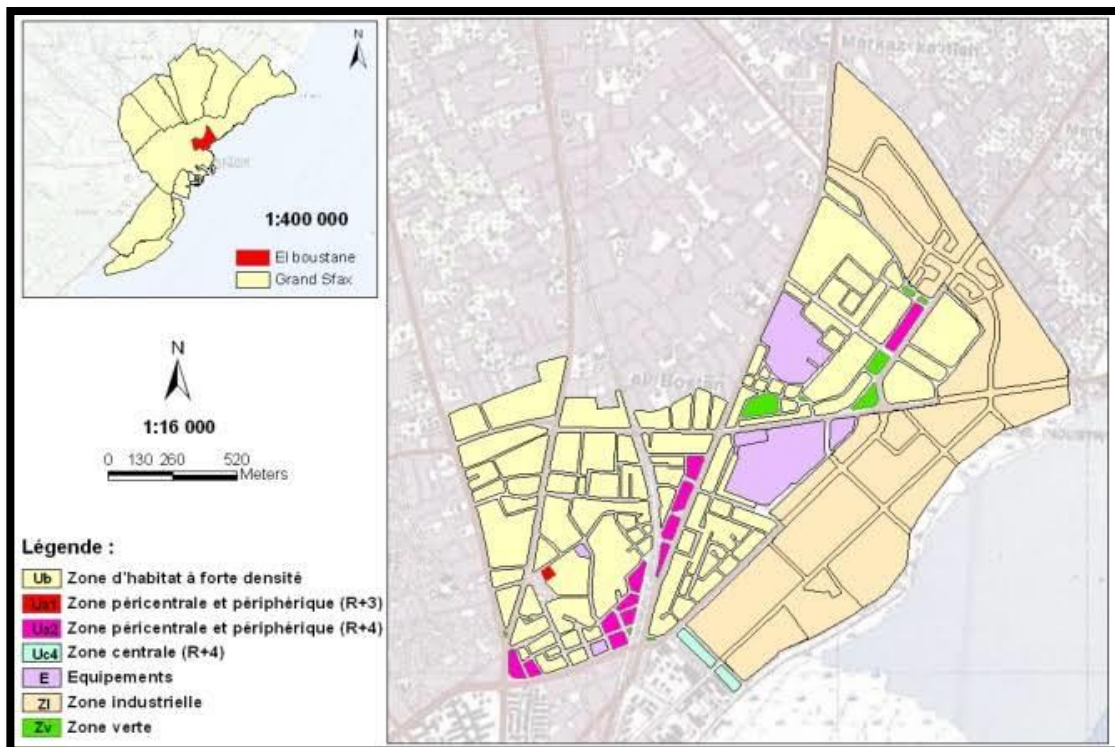 N
1:400 000
El boustane
Grand Sfax
N
1:16 000
0 130 260 520
Meters
Légende :
Ub Zone d'habitat à forte densité
Ua1 Zone péricentrale et périphérique (R+3)
Ua2 Zone péricentrale et périphérique (R+4)
Uc4 Zone centrale (R+4)
E Equipements
ZI Zone industrielle
Zv Zone verte